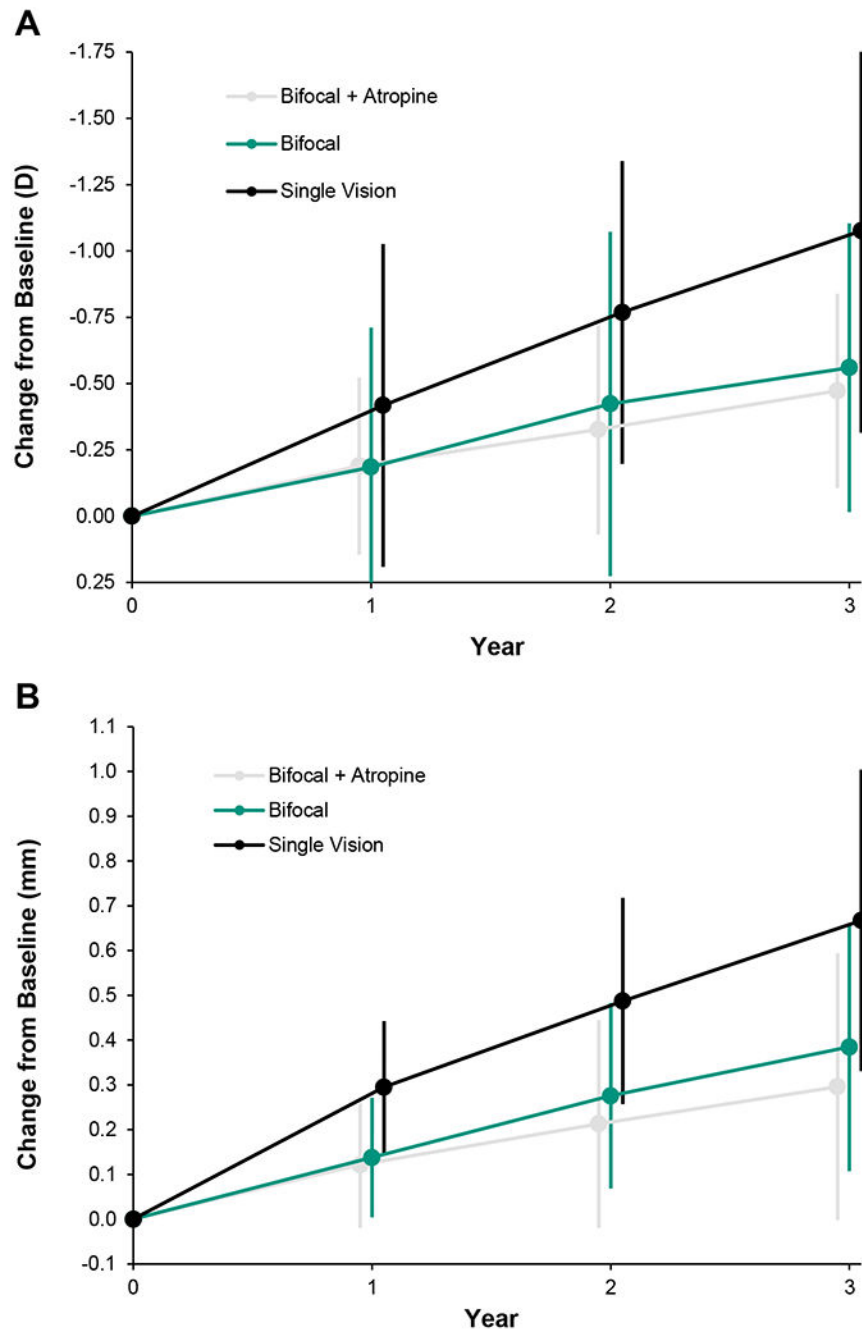 A
-1.75
-1.50
-1.25
-1.00
-0.75
-0.50
-0.25
0.00
0.25
Change from Baseline (D)
Bifocal + Atropine
Bifocal
Single Vision
0 1 2 3
Year
B
1.1
1.0
0.9
0.8
0.7
0.6
0.5
0.4
0.3
0.2
0.1
0.0
-0.1
Change from Baseline (mm)
Bifocal + Atropine
Bifocal
Single Vision
0 1 2 3
Year